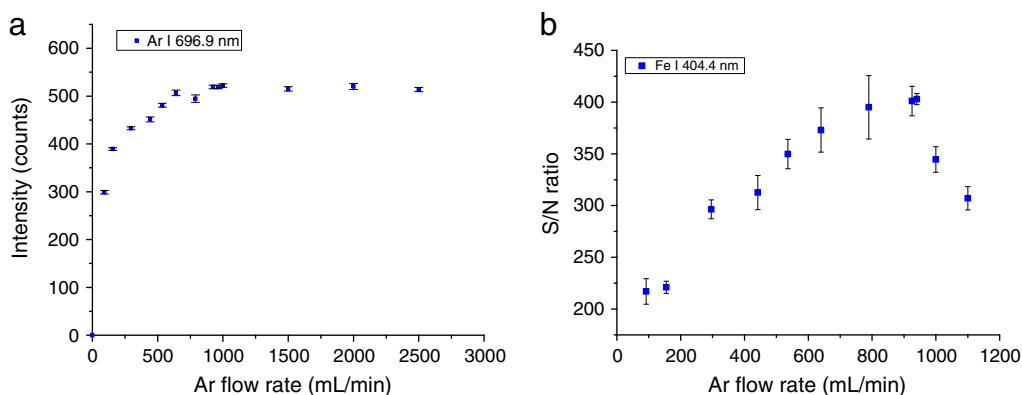 a
Ar I 696.9 nm
600
500
400
300
200
100
0
Intensity (counts)
0 500 1000 1500 2000 2500 3000
Ar flow rate (mL/min)
b
Fe I 404.4 nm
450
400
350
300
250
200
S/N ratio
0 200 400 600 800 1000 1200
Ar flow rate (mL/min)